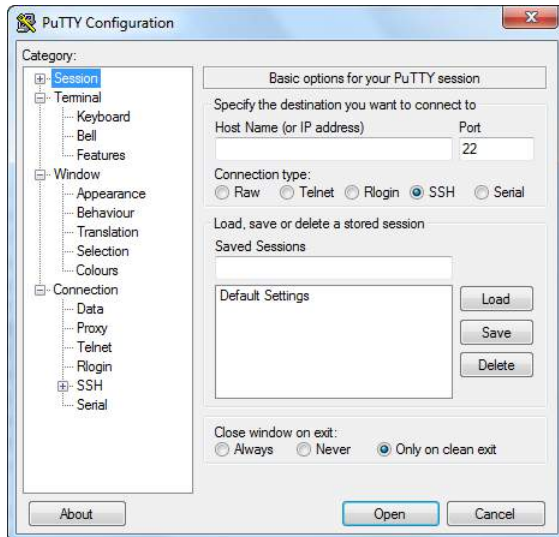 PuTTY Configuration
Category:
Session
Terminal
Keyboard
Bell
Features
Window
Appearance
Behaviour
Translation
Selection
Colours
Connection
Data
Proxy
Telnet
Rlogin
SSH
Serial
Basic options for your PuTTY session
Specify the destination you want to connect to
Host Name (or IP address) Port
22
Connection type:
Raw Telnet Rlogin SSH Serial
Load, save or delete a stored session
Saved Sessions
Default Settings
Load
Save
Delete
Close window on exit:
Always Never Only on clean exit
About Open Cancel